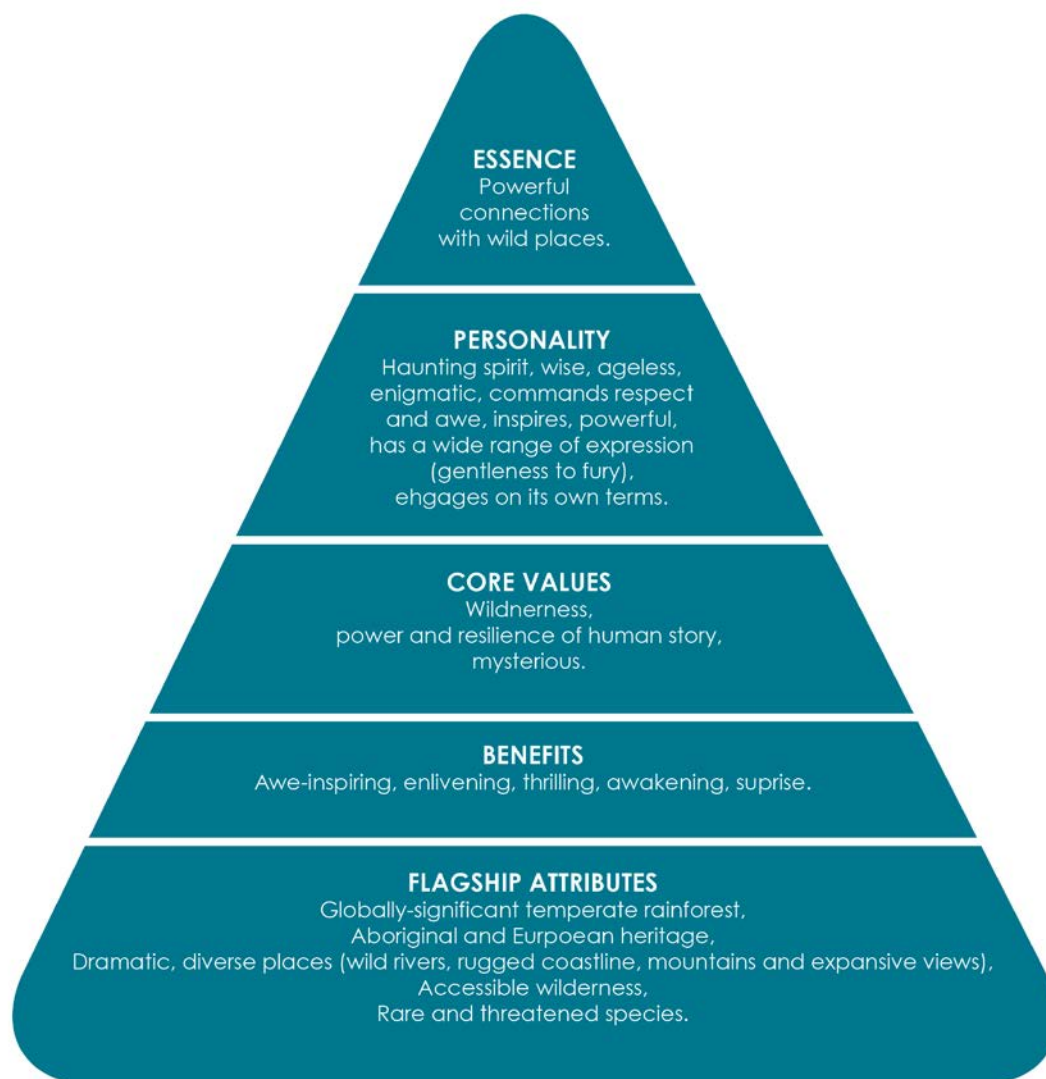 ESSENCE
Powerful
connections
with wild places.
PERSONALITY
Haunting spirit, wise, ageless,
enigmatic, commands respect
and awe, inspires, powerful,
has a wide range of expression
(gentleness to fury),
ehgages on its own terms.
CORE VALUES
Wildnerness,
power and resilience of human story,
mysterious.
BENEFITS
Awe-inspiring, enlivening, thrilling, awakening, suprise.
FLAGSHIP ATTRIBUTES
Globally-significant temperate rainforest,
Aboriginal and Eurpoean heritage,
Dramatic, diverse places (wild rivers, rugged coastline, mountains and expansive views),
Accessible wilderness,
Rare and threatened species.